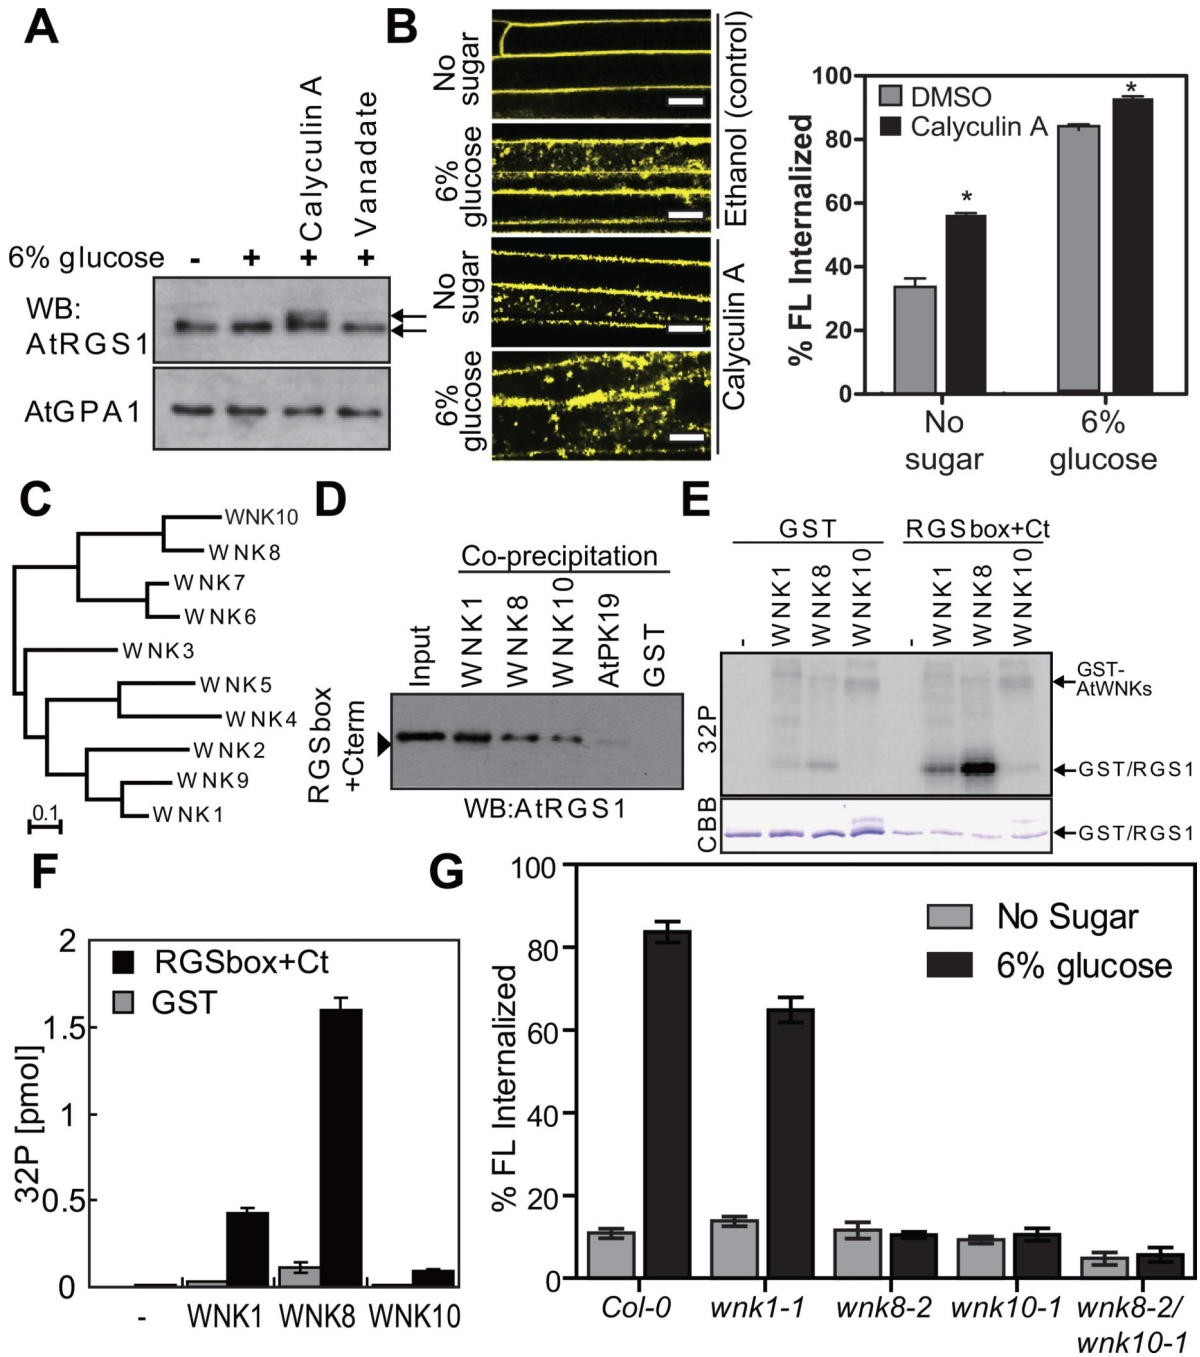 A
Calyculin A
Vanadate
6% glucose - + + +
WB:
AtRGS1
AtGPA1
B
No
sugar
6%
glucose
No
sugar
6%
glucose
Ethanol (control)
Calyculin A
% FL Internalized
100
80
60
40
20
0
DMSO
Calyculin A
*
*
No
sugar
6%
glucose
C
WNK10
WNK8
WNK7
WNK6
WNK3
WNK5
WNK4
WNK2
WNK9
WNK1
0.1
D
Co-precipitation
Input
WNK1
WNK8
WNK10
AtPK19
GST
RGSbox
+Cterm
WB:AtRGS1
E
GST
RGSbox+Ct
-
WNK1
WNK8
WNK10
-
WNK1
WNK8
WNK10
32P
CBB
GST-
AtWNKs
GST/RGS1
GST/RGS1
F
32P [pmol]
2
1.5
1
0.5
0
RGSbox+Ct
GST
-
WNK1
WNK8
WNK10
G
% FL Internalized
100
80
60
40
20
0
No Sugar
6% glucose
Col-0
wnk1-1
wnk8-2
wnk10-1
wnk8-2/
wnk10-1